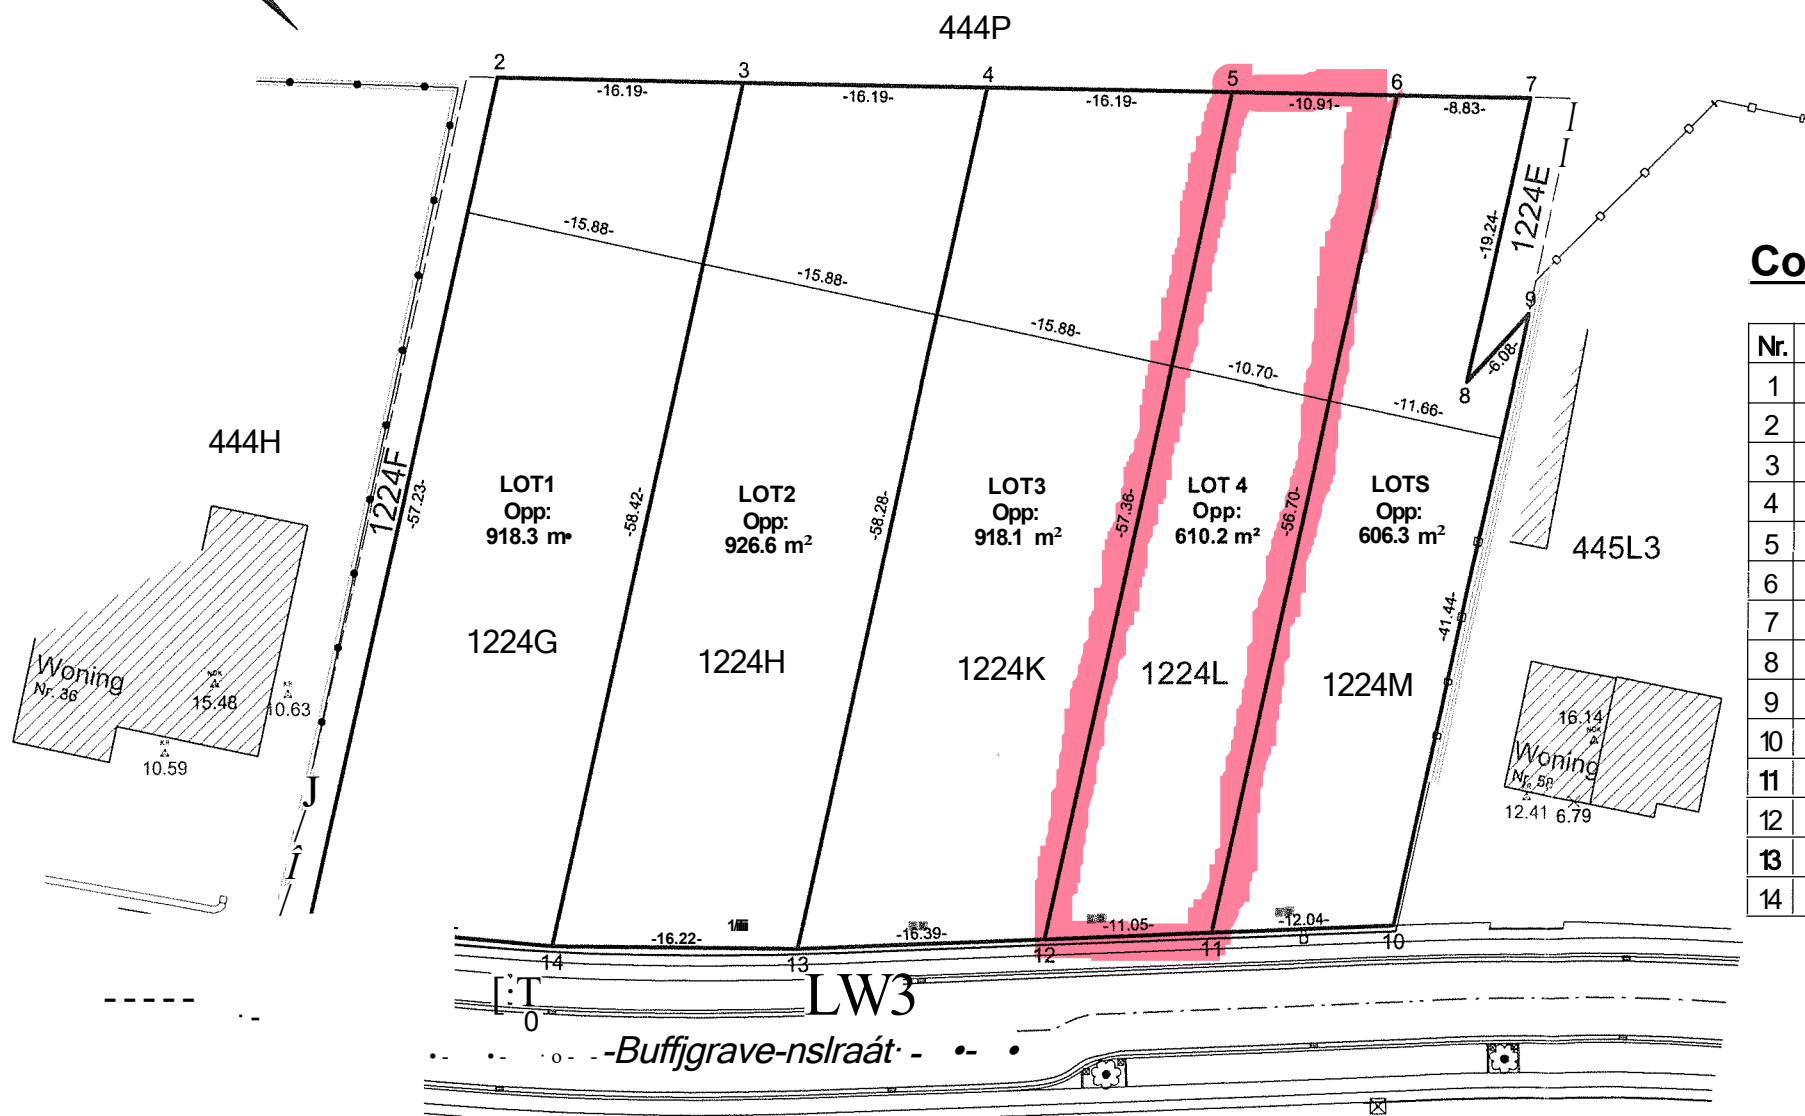 444P
2
3
4
5
6
7
-16.19-
-16.19-
-16.19-
-10.91-
-8.83-
1224E
-19.24-
9
-6.08-
8
-15.88-
-15.88-
-15.88-
-10.70-
-11.66-
Co
Nr.
1
2
3
4
5
6
7
8
9
10
11
12
13
14
444H
1224F
-57.23-
LOT1
Opp:
918.3 m•
-58.42-
LOT2
Opp:
926.6 m²
-58.28-
LOT3
Opp:
918.1 m²
-57.36-
LOT 4
Opp:
610.2 m²
-56.70-
LOTS
Opp:
606.3 m²
445L3
-41.44-
1224G
1224H
1224K
1224L
1224M
Woning
Nr. 36
NOK
15.48
KR
10.63
KR
10.59
16.14
NOK
Woning
12.41
6.79
J
Î
-16.22-
-16.39-
-11.05-
-12.04-
14
13
12
11
8
10
[:T
0
LW3
-Buffjgrave-nslraát· -